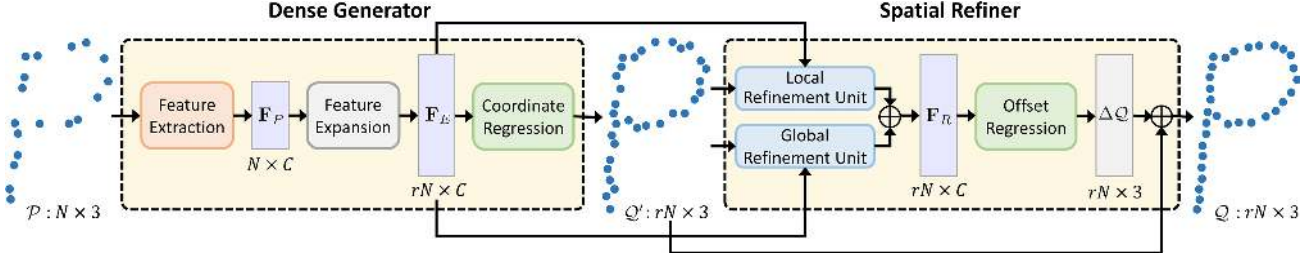 Dense Generator
Spatial Refiner
Feature
Extraction
F_P
N × C
Feature
Expansion
F_E
rN × C
Coordinate
Regression
P : N × 3
Q′ : rN × 3
Local
Refinement Unit
Global
Refinement Unit
F_R
rN × C
Offset
Regression
ΔQ
rN × 3
Q : rN × 3